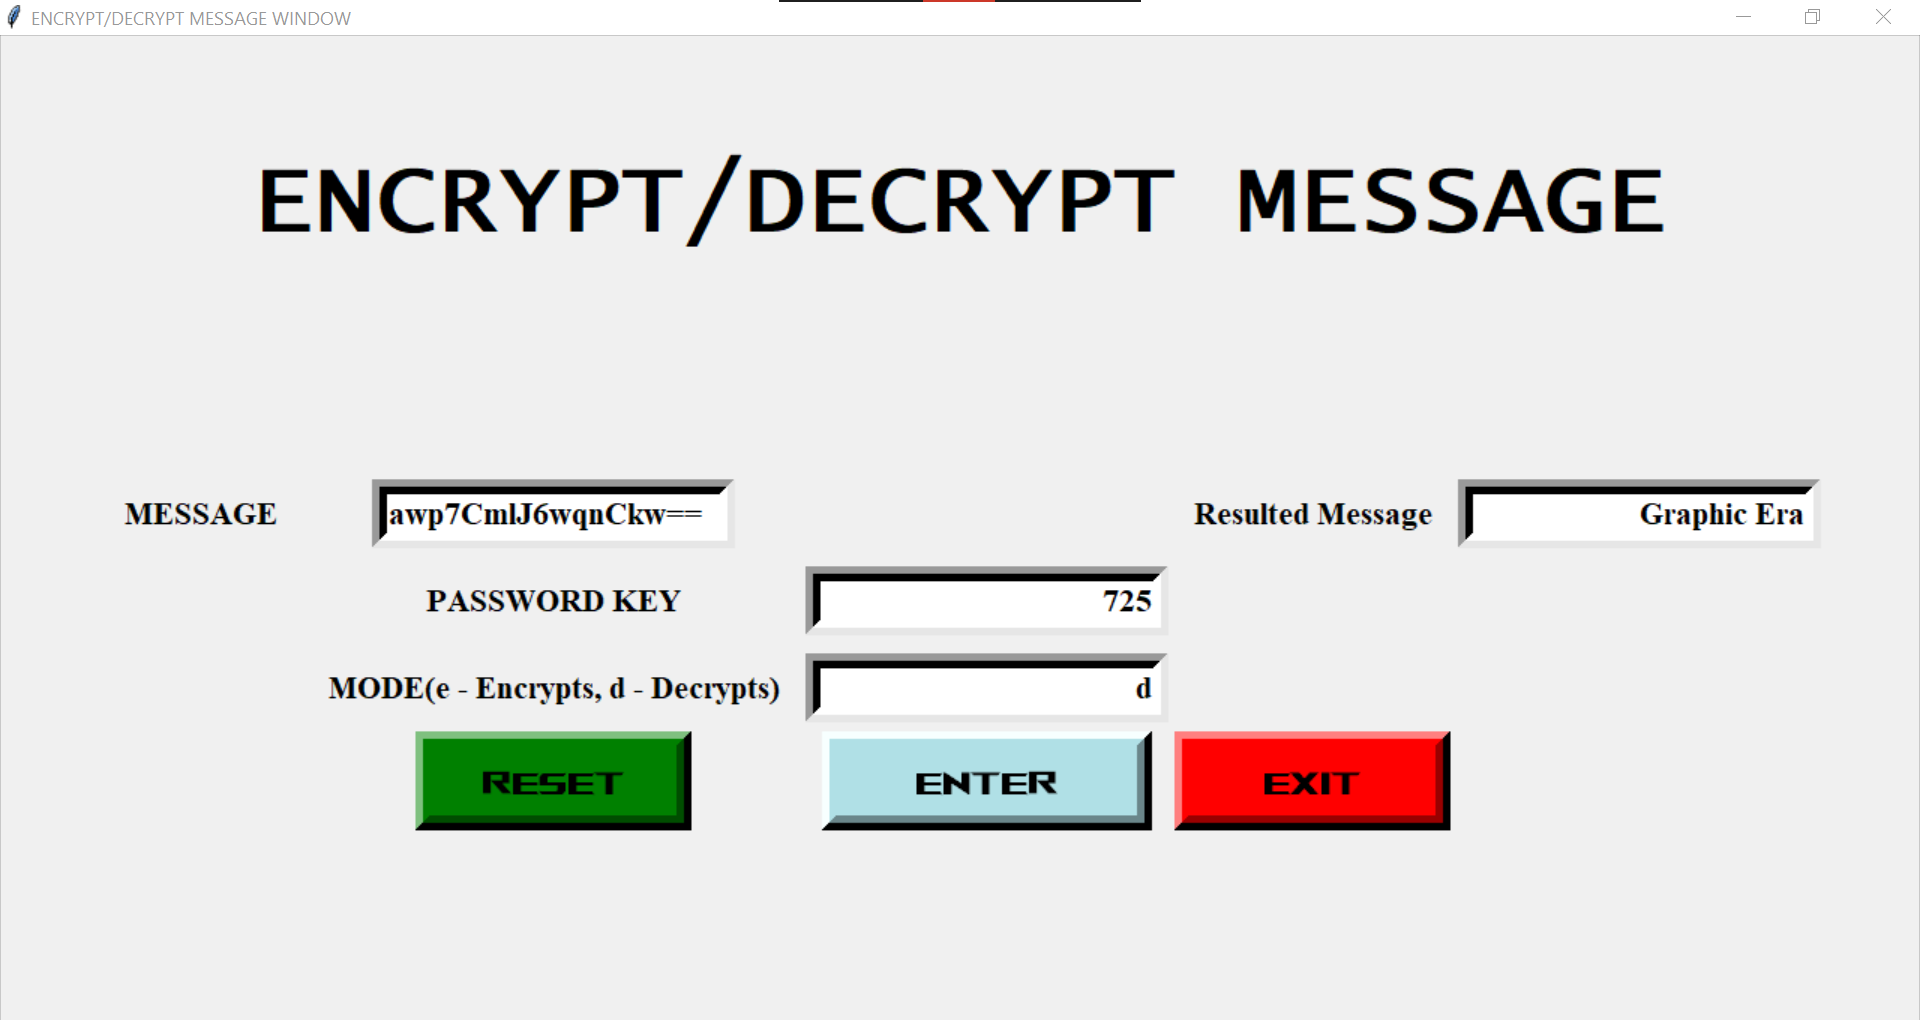 ENCRYPT/DECRYPT MESSAGE WINDOW
ENCRYPT/DECRYPT MESSAGE
MESSAGE awp7CmlJ6wqnCkw== Resulted Message Graphic Era
PASSWORD KEY 725
MODE(e - Encrypts, d - Decrypts) d
RESET ENTER EXIT